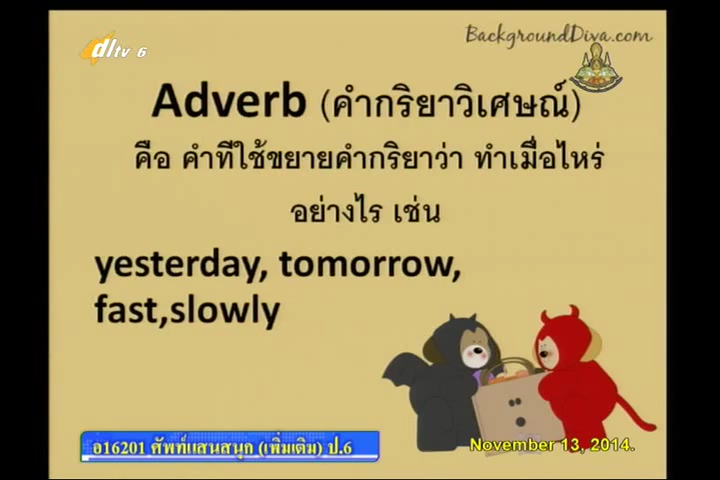 BackgroundDiva.com
dltv 6
Adverb (คำกริยาวิเศษณ์)
คือ คำที่ใช้ขยายคำกริยาว่า ทำเมื่อไหร่
อย่างไร เช่น
yesterday, tomorrow,
fast,slowly
อ16201 ศัพท์แสนสนุก (เพิ่มเติม) ป.6
November 13, 2014.